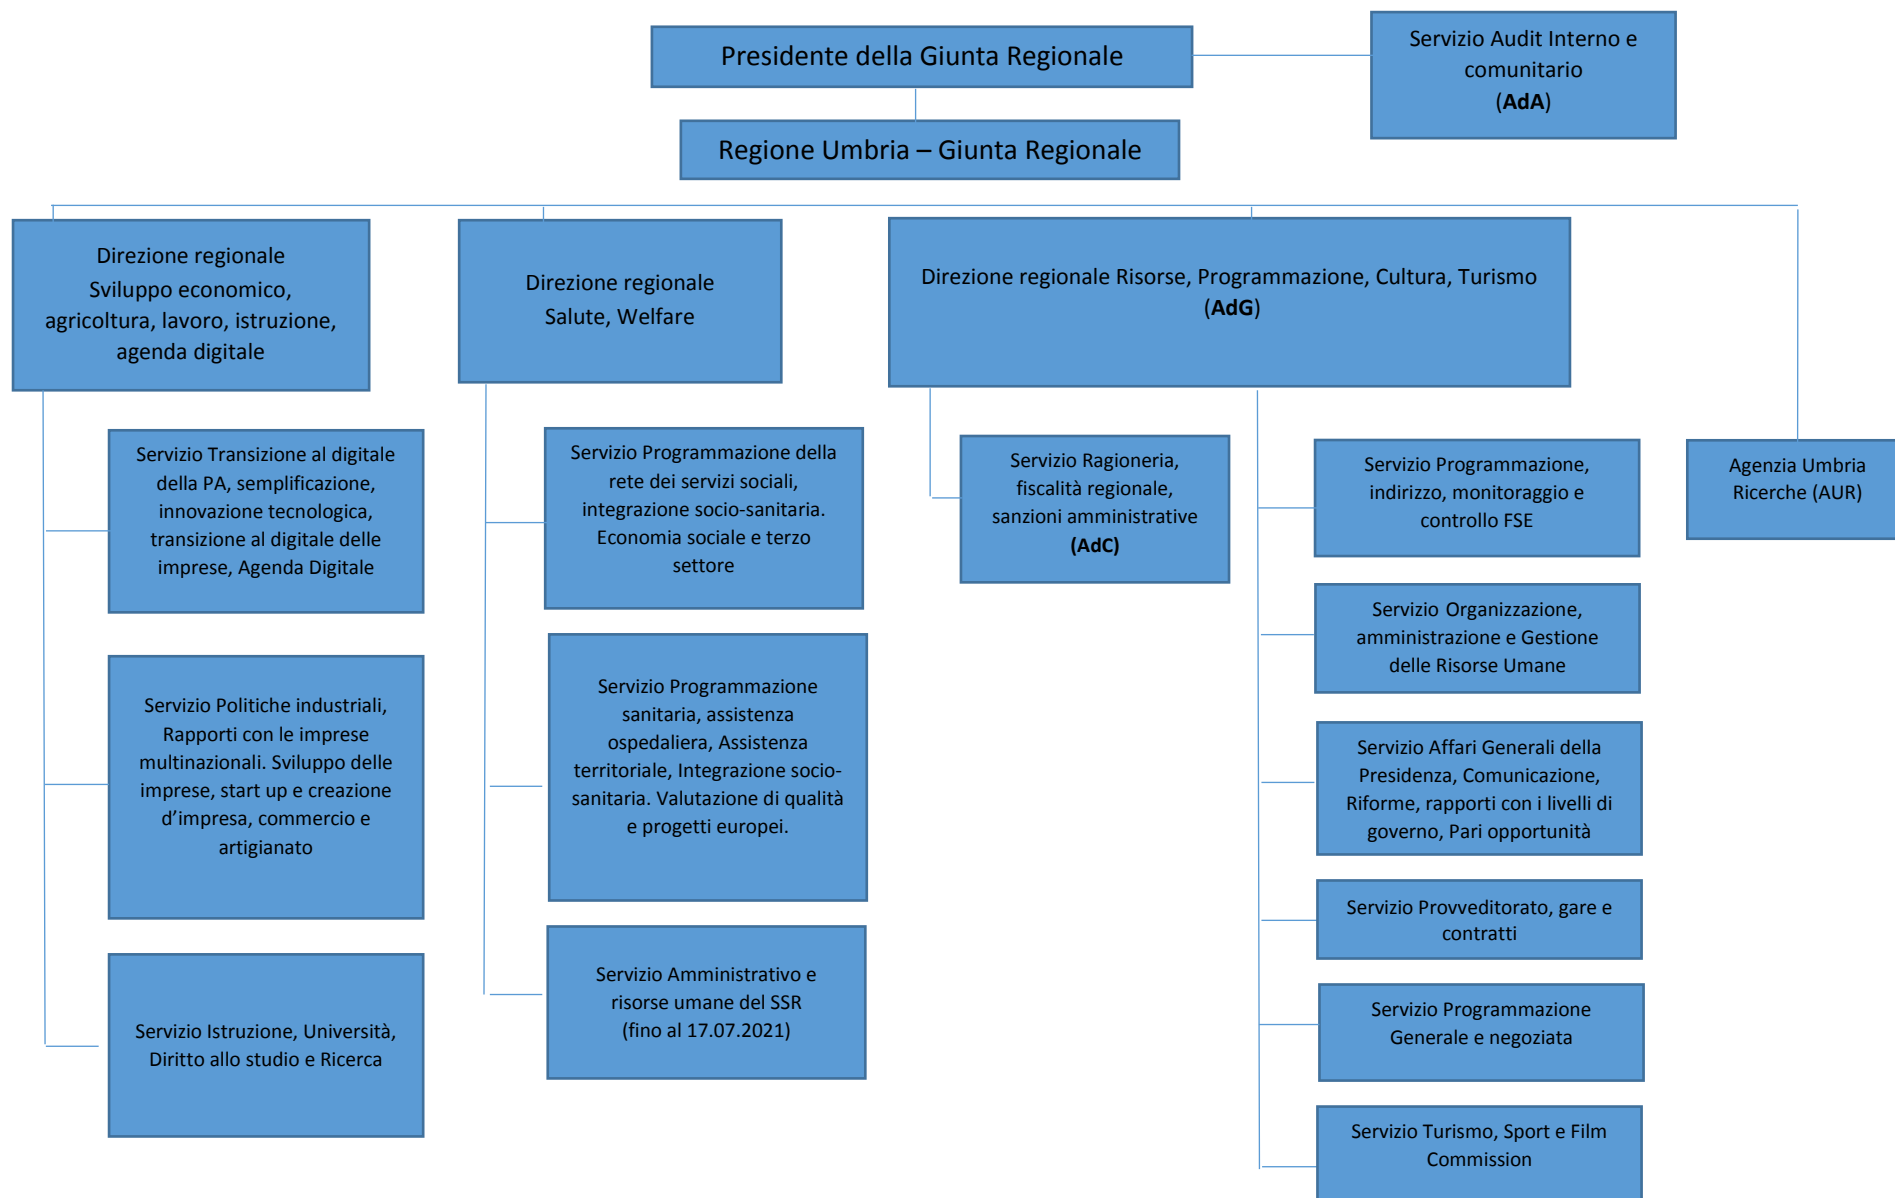 Presidente della Giunta Regionale
Servizio Audit Interno e
comunitario
(AdA)
Regione Umbria – Giunta Regionale
Direzione regionale
Sviluppo economico,
agricoltura, lavoro, istruzione,
agenda digitale
Direzione regionale
Salute, Welfare
Direzione regionale Risorse, Programmazione, Cultura, Turismo
(AdG)
Servizio Transizione al digitale
della PA, semplificazione,
innovazione tecnologica,
transizione al digitale delle
imprese, Agenda Digitale
Servizio Politiche industriali,
Rapporti con le imprese
multinazionali. Sviluppo delle
imprese, start up e creazione
d’impresa, commercio e
artigianato
Servizio Istruzione, Università,
Diritto allo studio e Ricerca
Servizio Programmazione della
rete dei servizi sociali,
integrazione socio-sanitaria.
Economia sociale e terzo
settore
Servizio Programmazione
sanitaria, assistenza
ospedaliera, Assistenza
territoriale, Integrazione socio-
sanitaria. Valutazione di qualità
e progetti europei.
Servizio Amministrativo e
risorse umane del SSR
(fino al 17.07.2021)
Servizio Ragioneria,
fiscalità regionale,
sanzioni amministrative
(AdC)
Servizio Programmazione,
indirizzo, monitoraggio e
controllo FSE
Servizio Organizzazione,
amministrazione e Gestione
delle Risorse Umane
Servizio Affari Generali della
Presidenza, Comunicazione,
Riforme, rapporti con i livelli di
governo, Pari opportunità
Servizio Provveditorato, gare e
contratti
Servizio Programmazione
Generale e negoziata
Servizio Turismo, Sport e Film
Commission
Agenzia Umbria
Ricerche (AUR)